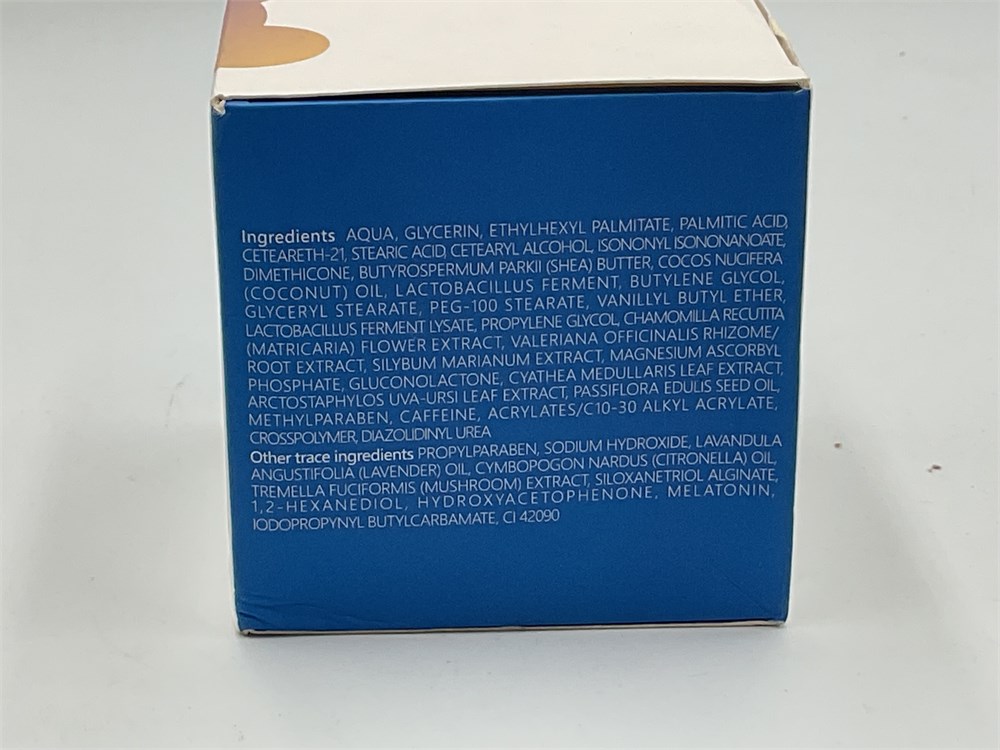 Ingredients AQUA, GLYCERIN, ETHYLHEXYL PALMITATE, PALMITIC ACID,
CETEARETH-21, STEARIC ACID, CETEARYL ALCOHOL, ISONONYL ISONONANOATE,
DIMETHICONE, BUTYROSPERMUM PARKII (SHEA) BUTTER, COCOS NUCIFERA
(COCONUT) OIL, LACTOBACILLUS FERMENT, BUTYLENE GLYCOL,
GLYCERYL STEARATE, PEG-100 STEARATE, VANILLYL BUTYL ETHER,
LACTOBACILLUS FERMENT LYSATE, PROPYLENE GLYCOL, CHAMOMILLA RECUTITA
(MATRICARIA) FLOWER EXTRACT, VALERIANA OFFICINALIS RHIZOME/
ROOT EXTRACT, SILYBUM MARIANUM EXTRACT, MAGNESIUM ASCORBYL
PHOSPHATE, GLUCONOLACTONE, CYATHEA MEDULLARIS LEAF EXTRACT,
ARCTOSTAPHYLOS UVA-URSI LEAF EXTRACT, PASSIFLORA EDULIS SEED OIL,
METHYLPARABEN, CAFFEINE, ACRYLATES/C10-30 ALKYL ACRYLATE,
CROSSPOLYMER, DIAZOLIDINYL UREA
Other trace ingredients PROPYLPARABEN, SODIUM HYDROXIDE, LAVANDULA
ANGUSTIFOLIA (LAVENDER) OIL, CYMBOPOGON NARDUS (CITRONELLA) OIL,
TREMELLA FUCIFORMIS (MUSHROOM) EXTRACT, SILOXANETRIOL ALGINATE,
1,2-HEXANEDIOL, HYDROXYACETOPHENONE, MELATONIN,
IODOPROPYNYL BUTYLCARBAMATE, CI 42090